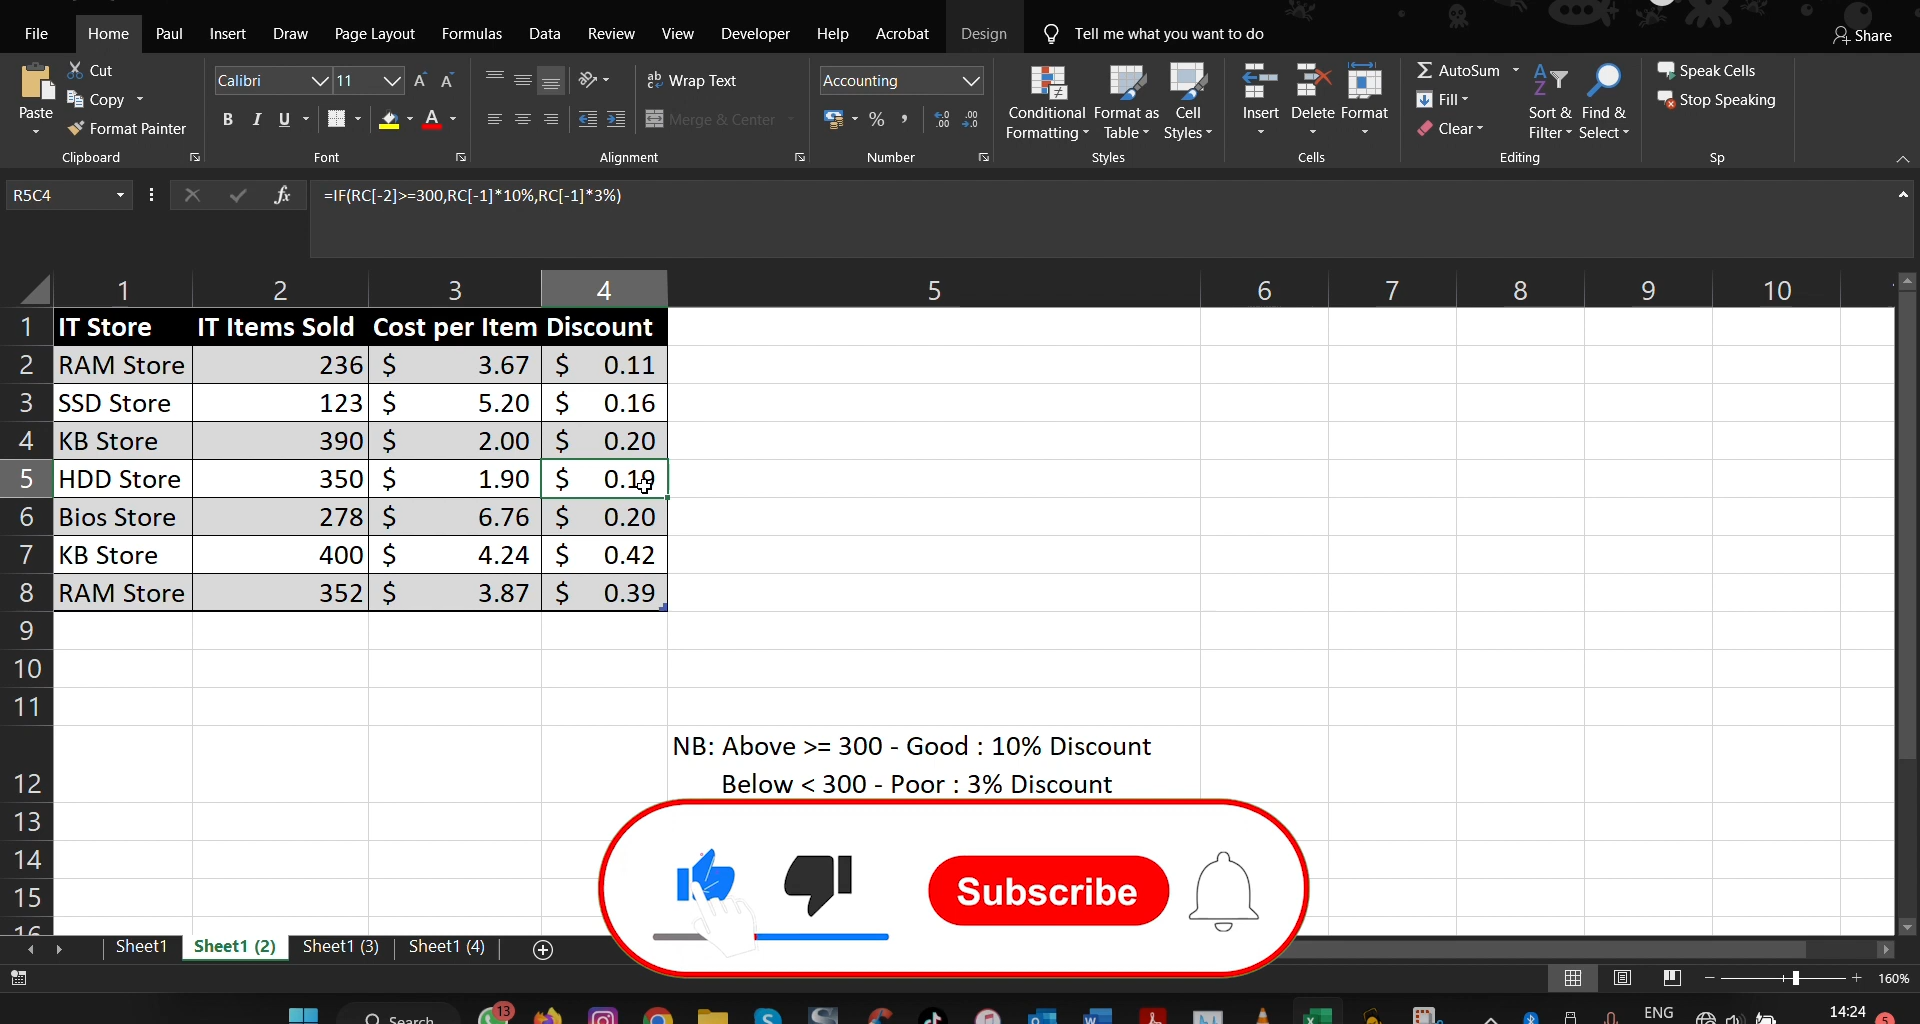 File Home Paul Insert Draw Page Layout Formulas Data Review View Developer Help Acrobat Design Tell me what you want to do Share
Paste
Cut
Copy
Format Painter
Clipboard
Calibri 11
B I U
Font
ab Wrap Text
Merge & Center
Alignment
Accounting
% ,
Number
Conditional Formatting
Format as Table
Cell Styles
Styles
Insert Delete Format
Cells
AutoSum
Fill
Clear
Sort & Filter
Find & Select
Editing
Speak Cells
Stop Speaking
Sp
R5C4 fx =IF(RC[-2]>=300,RC[-1]*10%,RC[-1]*3%)
1 2 3 4 5 6 7 8 9 10
1 IT Store IT Items Sold Cost per Item Discount
2 RAM Store 236 $ 3.67 $ 0.11
3 SSD Store 123 $ 5.20 $ 0.16
4 KB Store 390 $ 2.00 $ 0.20
5 HDD Store 350 $ 1.90 $ 0.19
6 Bios Store 278 $ 6.76 $ 0.20
7 KB Store 400 $ 4.24 $ 0.42
8 RAM Store 352 $ 3.87 $ 0.39
9
10
11
NB: Above >= 300 - Good : 10% Discount
12 Below < 300 - Poor : 3% Discount
13
14
15
16
Subscribe
Sheet1 Sheet1 (2) Sheet1 (3) Sheet1 (4)
160%
Search 13 ENG 14:24 5